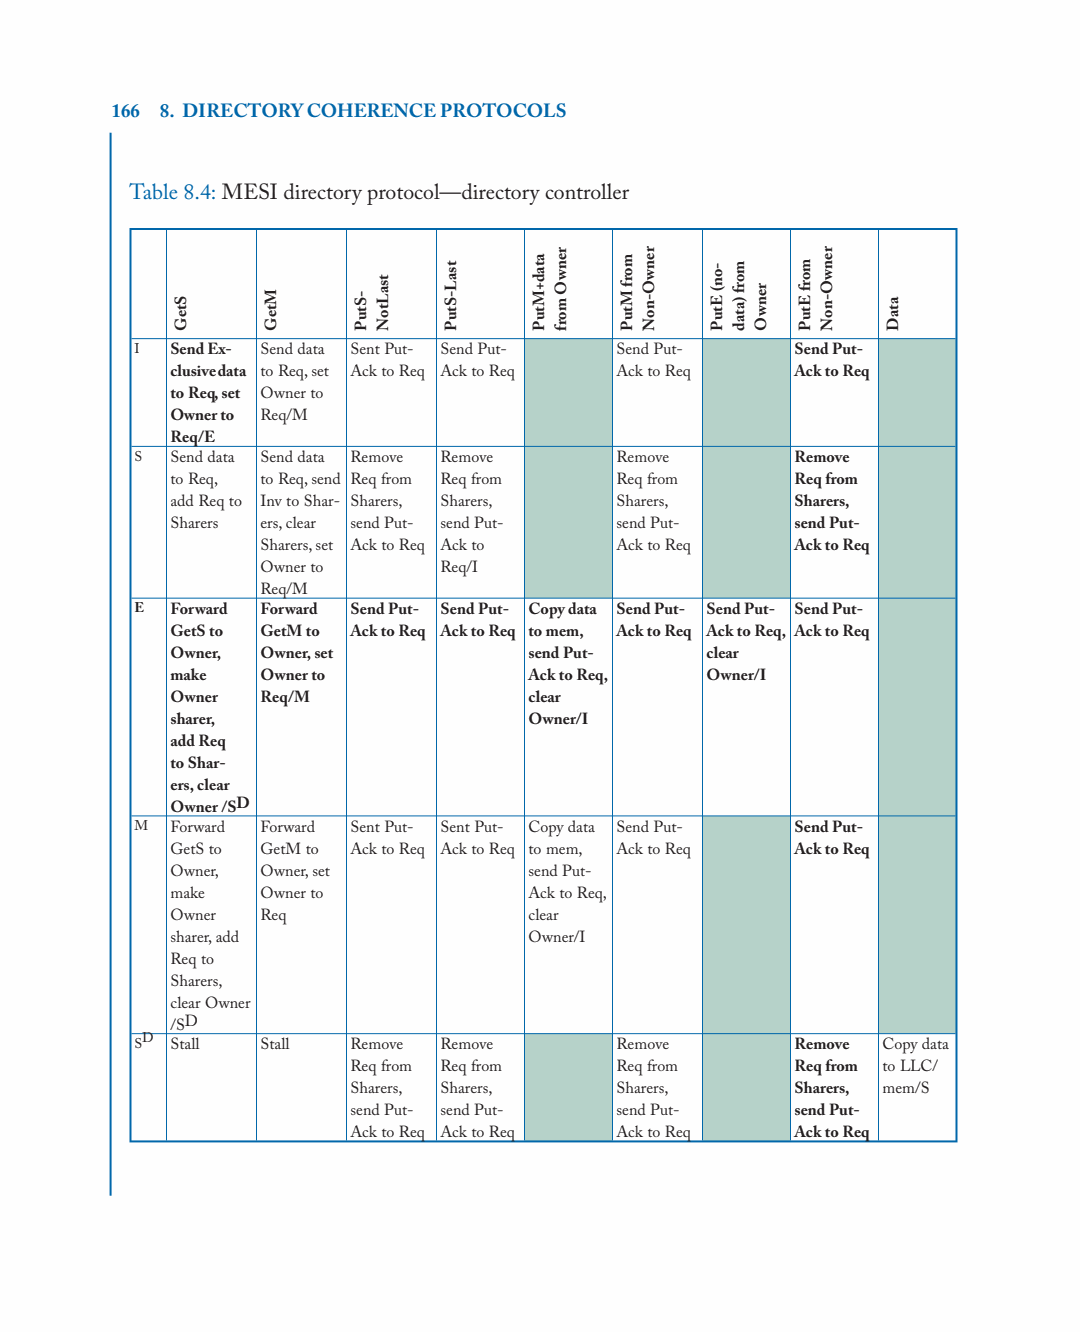 166 8. DIRECTORY COHERENCE PROTOCOLS
Table 8.4: MESI directory protocol—directory controller
GetS
GetM
PutS-
NotLast
PutS-Last
PutM+data
from Owner
PutM from
Non-Owner
PutE (no-
data) from
Owner
PutE from
Non-Owner
Data
I
Send Ex-
clusive data
to Req, set
Owner to
Req/E
Send data
to Req, set
Owner to
Req/M
Sent Put-
Ack to Req
Send Put-
Ack to Req
Send Put-
Ack to Req
Send Put-
Ack to Req
S
Send data
to Req,
add Req to
Sharers
Send data
to Req, send
Inv to Shar-
ers, clear
Sharers, set
Owner to
Req/M
Remove
Req from
Sharers,
send Put-
Ack to Req
Remove
Req from
Sharers,
send Put-
Ack to
Req/I
Remove
Req from
Sharers,
send Put-
Ack to Req
Remove
Req from
Sharers,
send Put-
Ack to Req
E
Forward
GetS to
Owner,
make
Owner
sharer,
add Req
to Shar-
ers, clear
Owner /SD
Forward
GetM to
Owner, set
Owner to
Req/M
Send Put-
Ack to Req
Send Put-
Ack to Req
Copy data
to mem,
send Put-
Ack to Req,
clear
Owner/I
Send Put-
Ack to Req
Send Put-
Ack to Req,
clear
Owner/I
Send Put-
Ack to Req
M
Forward
GetS to
Owner,
make
Owner
sharer, add
Req to
Sharers,
clear Owner
/SD
Forward
GetM to
Owner, set
Owner to
Req
Sent Put-
Ack to Req
Sent Put-
Ack to Req
Copy data
to mem,
send Put-
Ack to Req,
clear
Owner/I
Send Put-
Ack to Req
Send Put-
Ack to Req
SD
Stall
Stall
Remove
Req from
Sharers,
send Put-
Ack to Req
Remove
Req from
Sharers,
send Put-
Ack to Req
Remove
Req from
Sharers,
send Put-
Ack to Req
Remove
Req from
Sharers,
send Put-
Ack to Req
Copy data
to LLC/
mem/S